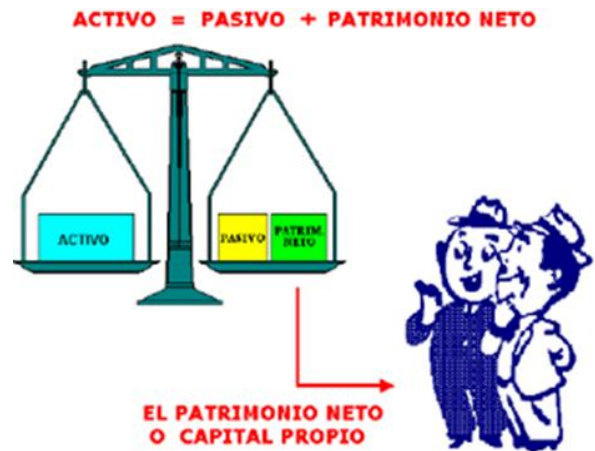 ACTIVO = PASIVO + PATRIMONIO NETO
ACTIVO
PASIVO
PATRIM.
NETO
EL PATRIMONIO NETO
O CAPITAL PROPIO